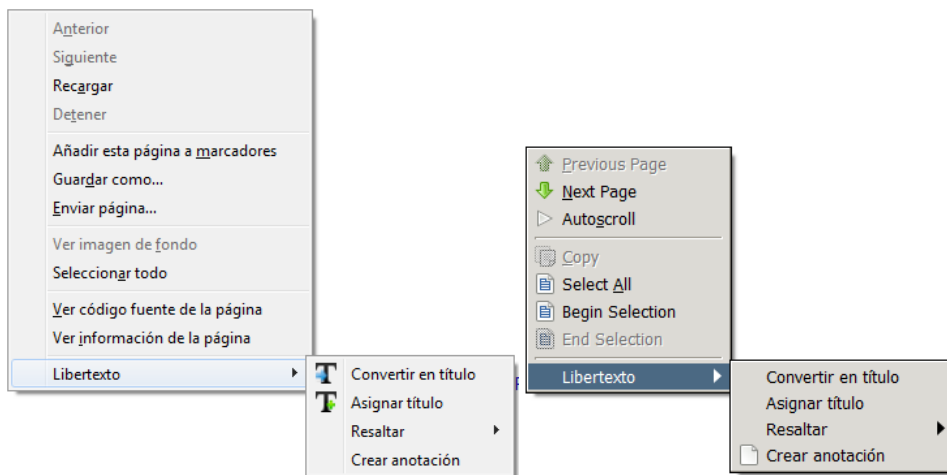 Anterior
Siguiente
Recargar
Detener
Añadir esta página a marcadores
Guardar como...
Enviar página...
Ver imagen de fondo
Seleccionar todo
Ver código fuente de la página
Ver información de la página
Libertexto
Convertir en título
Asignar título
Resaltar
Crear anotación
Previous Page
Next Page
Autoscroll
Copy
Select All
Begin Selection
End Selection
Libertexto
Convertir en título
Asignar título
Resaltar
Crear anotación